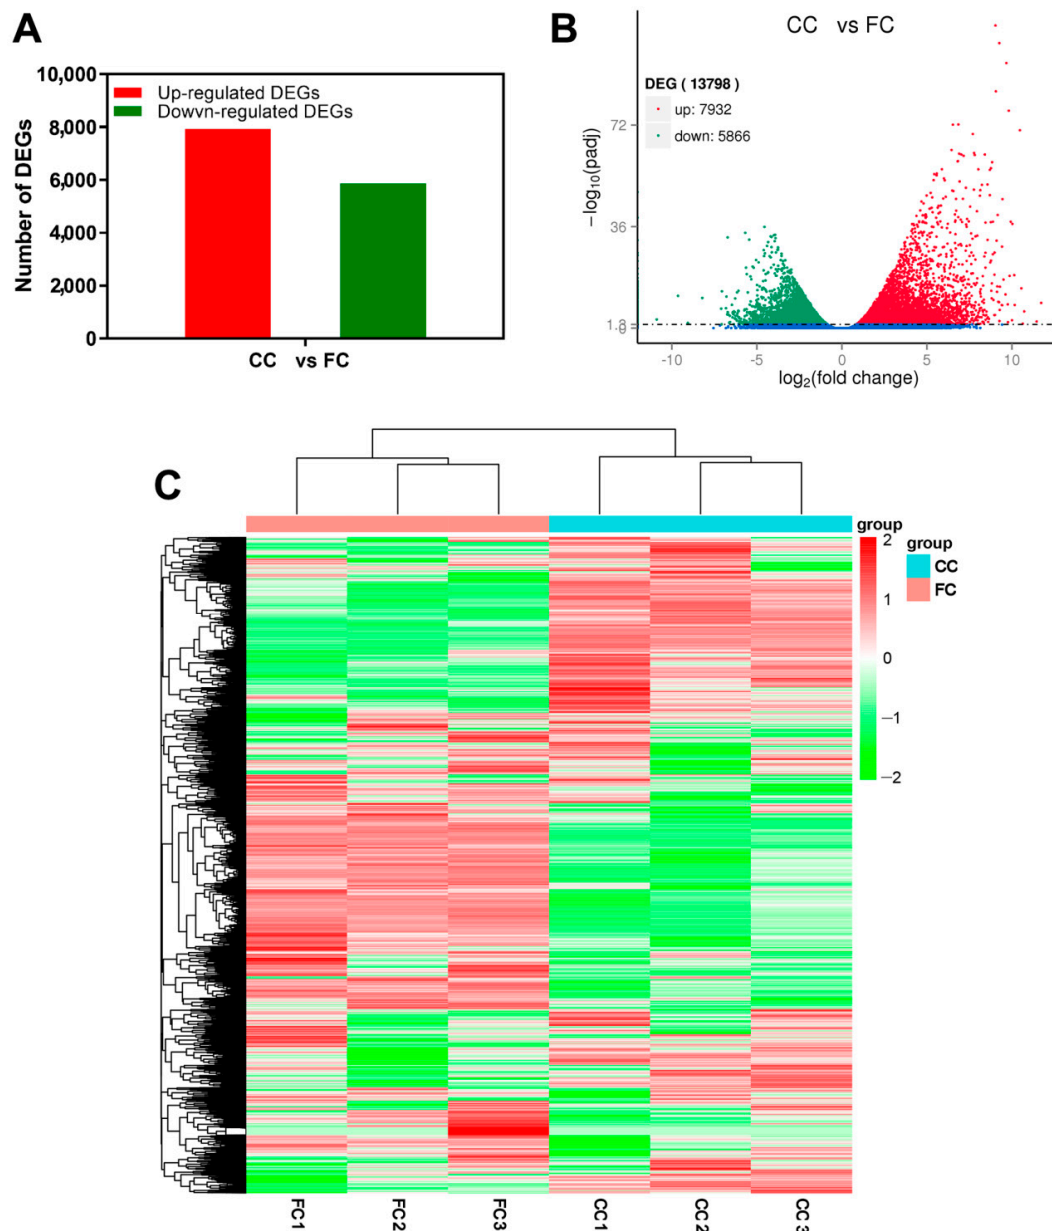 A
10,000
8,000
6,000
4,000
2,000
0
Number of DEGs
Up-regulated DEGs
Dowvn-regulated DEGs
CC vs FC
B
CC vs FC
DEG ( 13798 )
up: 7932
down: 5866
72
36
1.8
0
−log10(padj)
-10 -5 0 5 10
log2(fold change)
C
group
2
1
0
−1
−2
group
CC
FC
FC1
FC2
FC3
CC1
CC2
CC3